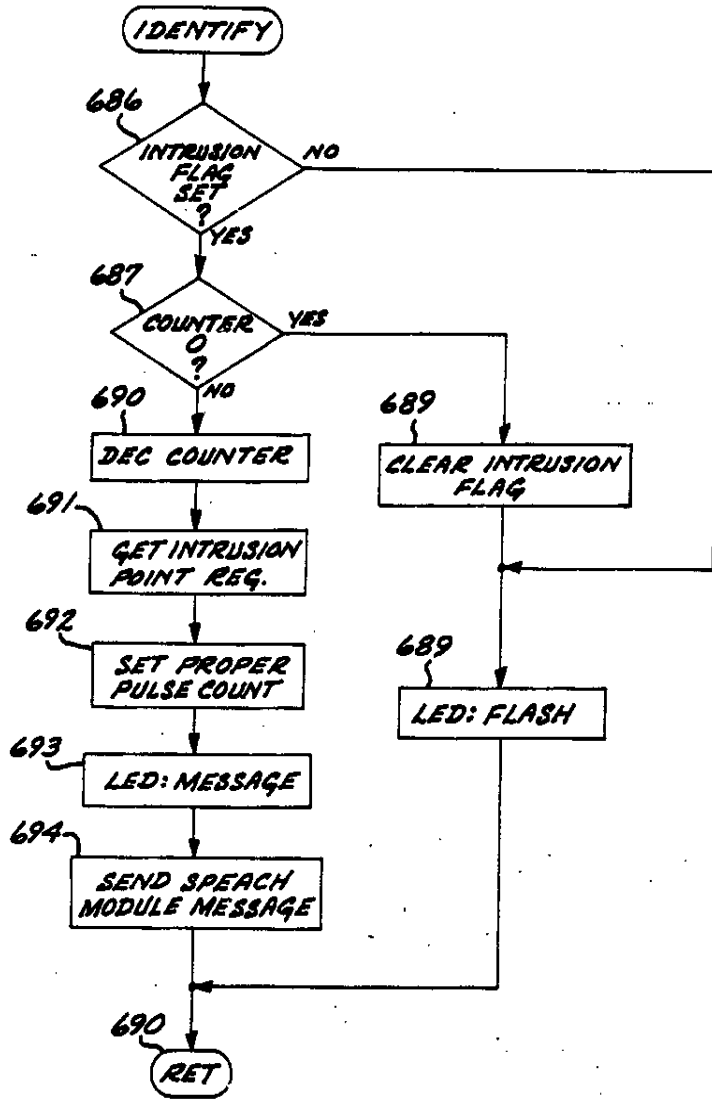 IDENTIFY
686
INTRUSION
FLAG
SET
?
NO
YES
687
COUNTER
0
?
YES
NO
690
DEC COUNTER
689
CLEAR INTRUSION
FLAG
691
GET INTRUSION
POINT REG.
692
SET PROPER
PULSE COUNT
689
LED: FLASH
693
LED: MESSAGE
694
SEND SPEACH
MODULE MESSAGE
690
RET